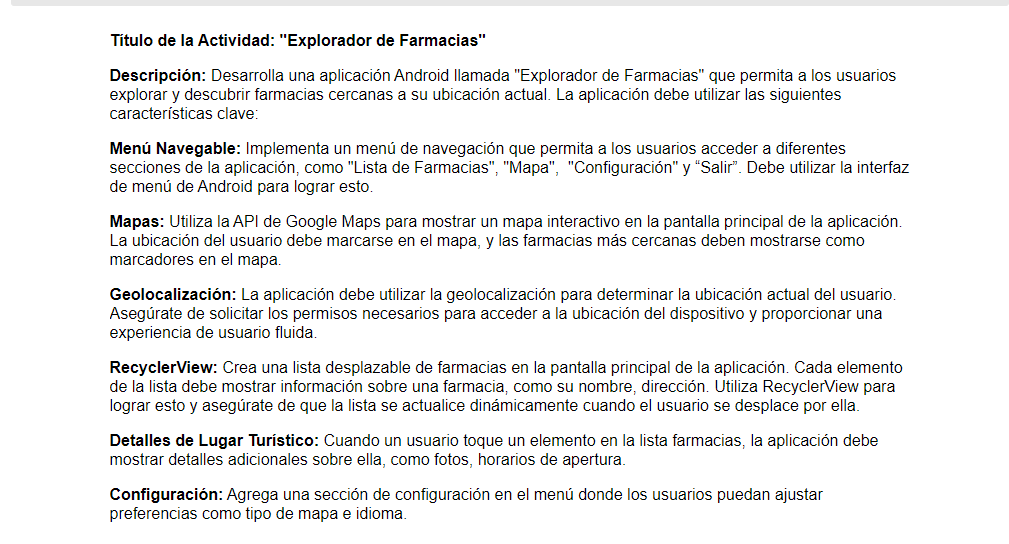 Título de la Actividad: "Explorador de Farmacias"
Descripción: Desarrolla una aplicación Android llamada "Explorador de Farmacias" que permita a los usuarios
explorar y descubrir farmacias cercanas a su ubicación actual. La aplicación debe utilizar las siguientes
características clave:
Menú Navegable: Implementa un menú de navegación que permita a los usuarios acceder a diferentes
secciones de la aplicación, como "Lista de Farmacias", "Mapa",  "Configuración" y “Salir”. Debe utilizar la interfaz
de menú de Android para lograr esto.
Mapas: Utiliza la API de Google Maps para mostrar un mapa interactivo en la pantalla principal de la aplicación.
La ubicación del usuario debe marcarse en el mapa, y las farmacias más cercanas deben mostrarse como
marcadores en el mapa.
Geolocalización: La aplicación debe utilizar la geolocalización para determinar la ubicación actual del usuario.
Asegúrate de solicitar los permisos necesarios para acceder a la ubicación del dispositivo y proporcionar una
experiencia de usuario fluida.
RecyclerView: Crea una lista desplazable de farmacias en la pantalla principal de la aplicación. Cada elemento
de la lista debe mostrar información sobre una farmacia, como su nombre, dirección. Utiliza RecyclerView para
lograr esto y asegúrate de que la lista se actualice dinámicamente cuando el usuario se desplace por ella.
Detalles de Lugar Turístico: Cuando un usuario toque un elemento en la lista farmacias, la aplicación debe
mostrar detalles adicionales sobre ella, como fotos, horarios de apertura.
Configuración: Agrega una sección de configuración en el menú donde los usuarios puedan ajustar
preferencias como tipo de mapa e idioma.